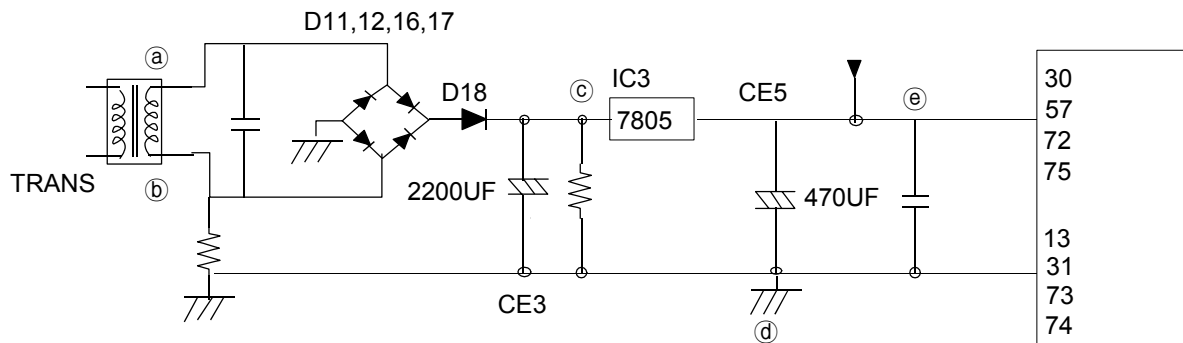 D11,12,16,17
ⓐ
TRANS
ⓑ
D18
2200UF
CE3
ⓒ
IC3
7805
CE5
470UF
ⓓ
ⓔ
30
57
72
75
13
31
73
74